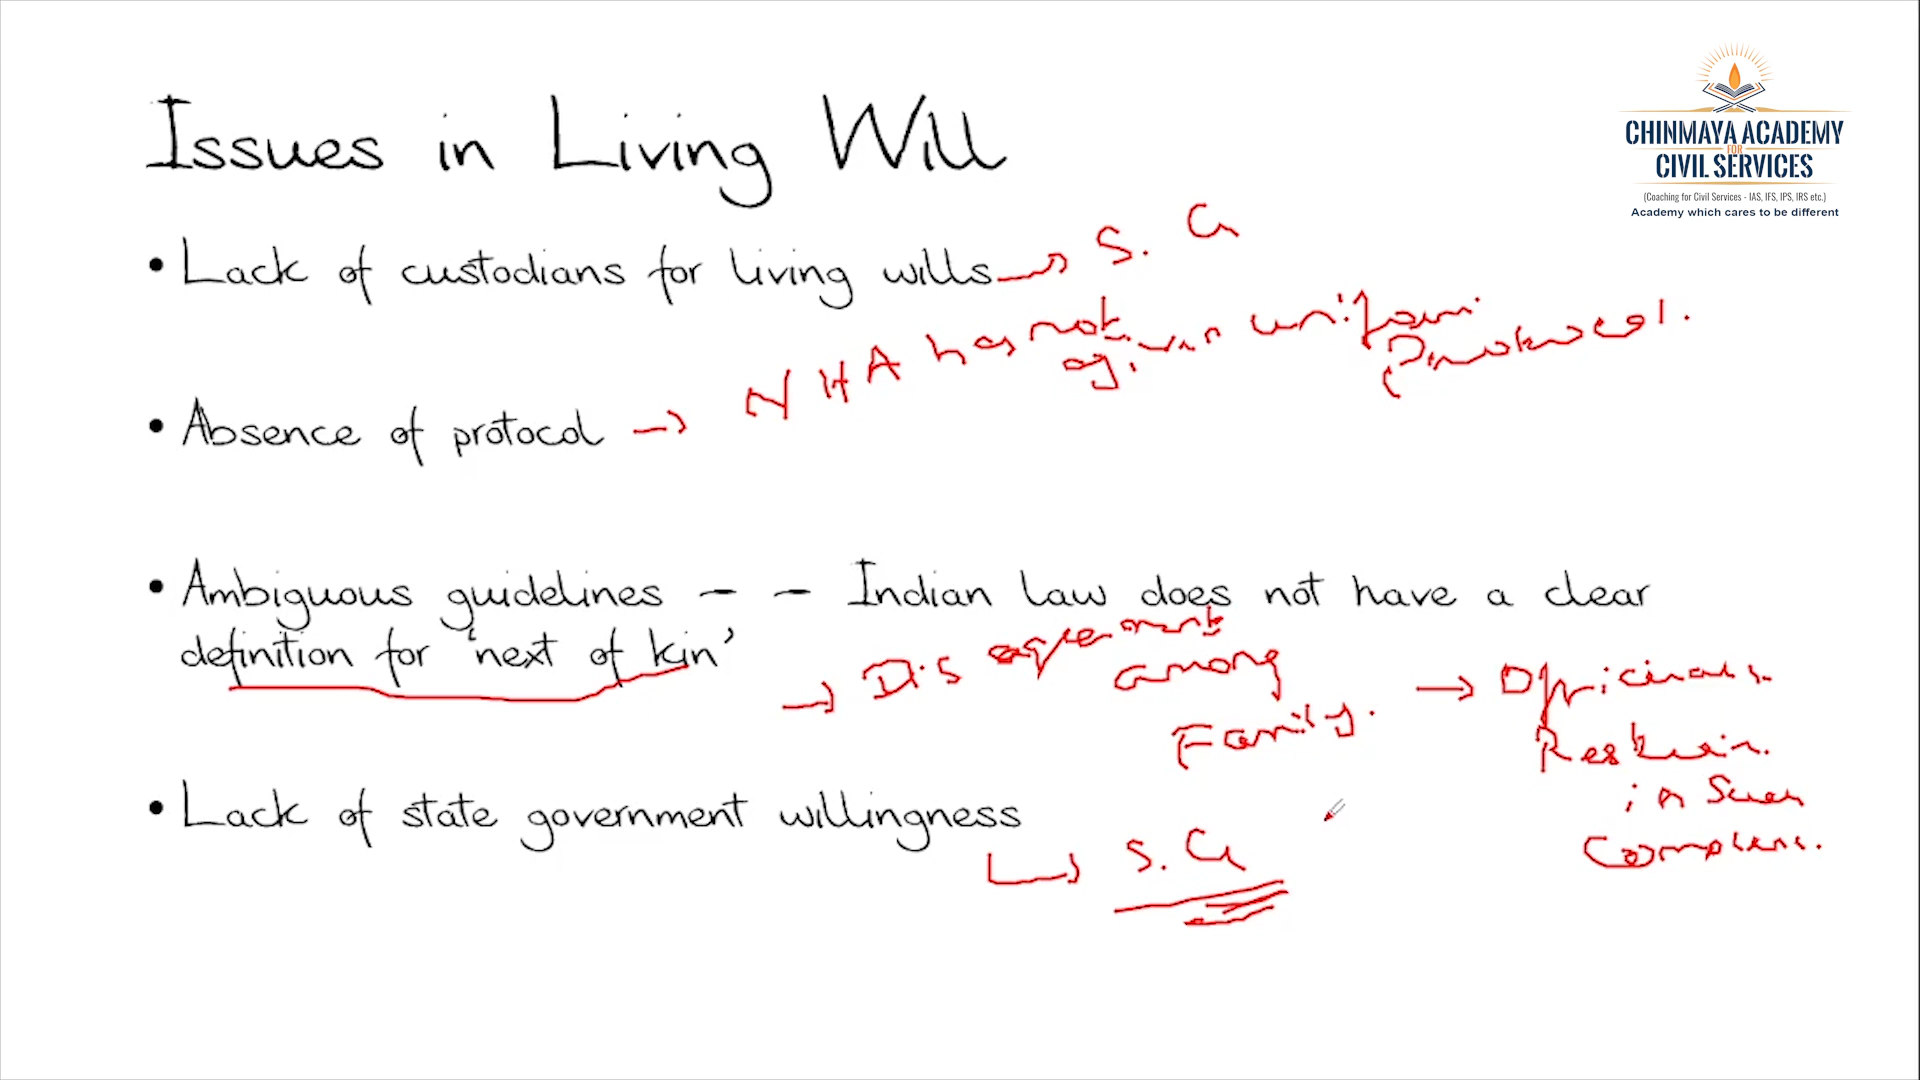 CHINMAYA ACADEMY
FOR
CIVIL SERVICES
(Coaching for Civil Services - IAS, IFS, IPS, IRS etc.)
Academy which cares to be different
Issues in Living Will
• Lack of custodians for living wills → S. G
• Absence of protocol → NHA has not given uniform Protocol.
• Ambiguous guidelines - - Indian law does not have a clear
definition for 'next of kin'
→ Dis agreement
among
Family.
→ Officials
Restrain
in Such
• Lack of state government willingness
S. G